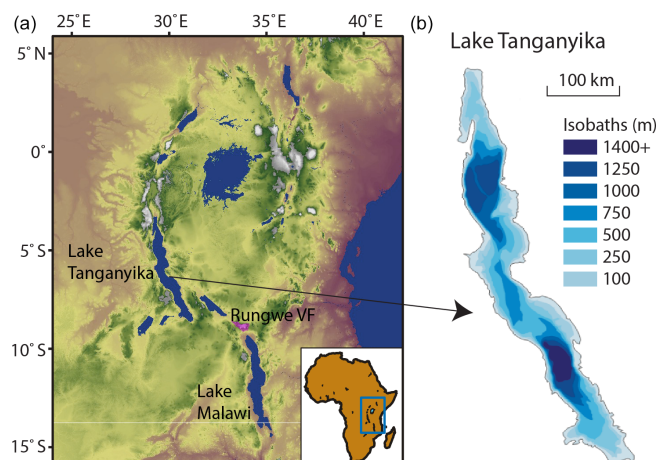 (a)
25°E
30°E
35°E
40°E
5°N
0°
5°S
10°S
15°S
Lake
Tanganyika
Rungwe VF
Lake
Malawi
(b)
Lake Tanganyika
100 km
Isobaths (m)
1400+
1250
1000
750
500
250
100